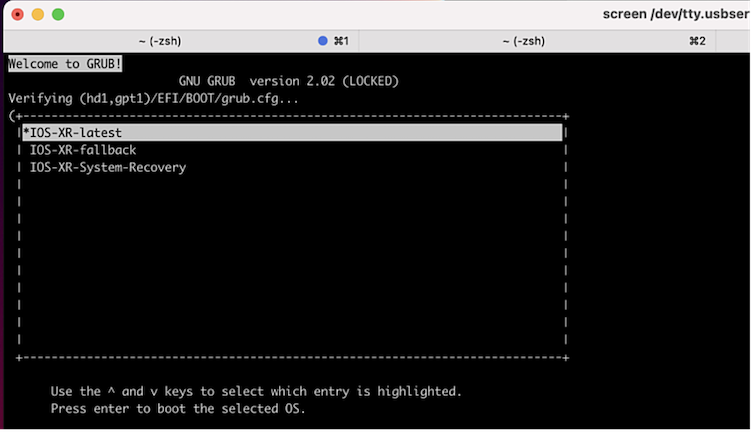 screen /dev/tty.usbser
~ (-zsh) ⌘1 ~ (-zsh) ⌘2
Welcome to GRUB!
GNU GRUB  version 2.02 (LOCKED)
Verifying (hd1,gpt1)/EFI/BOOT/grub.cfg...
(
*IOS-XR-latest
IOS-XR-fallback
IOS-XR-System-Recovery
Use the ^ and v keys to select which entry is highlighted.
Press enter to boot the selected OS.